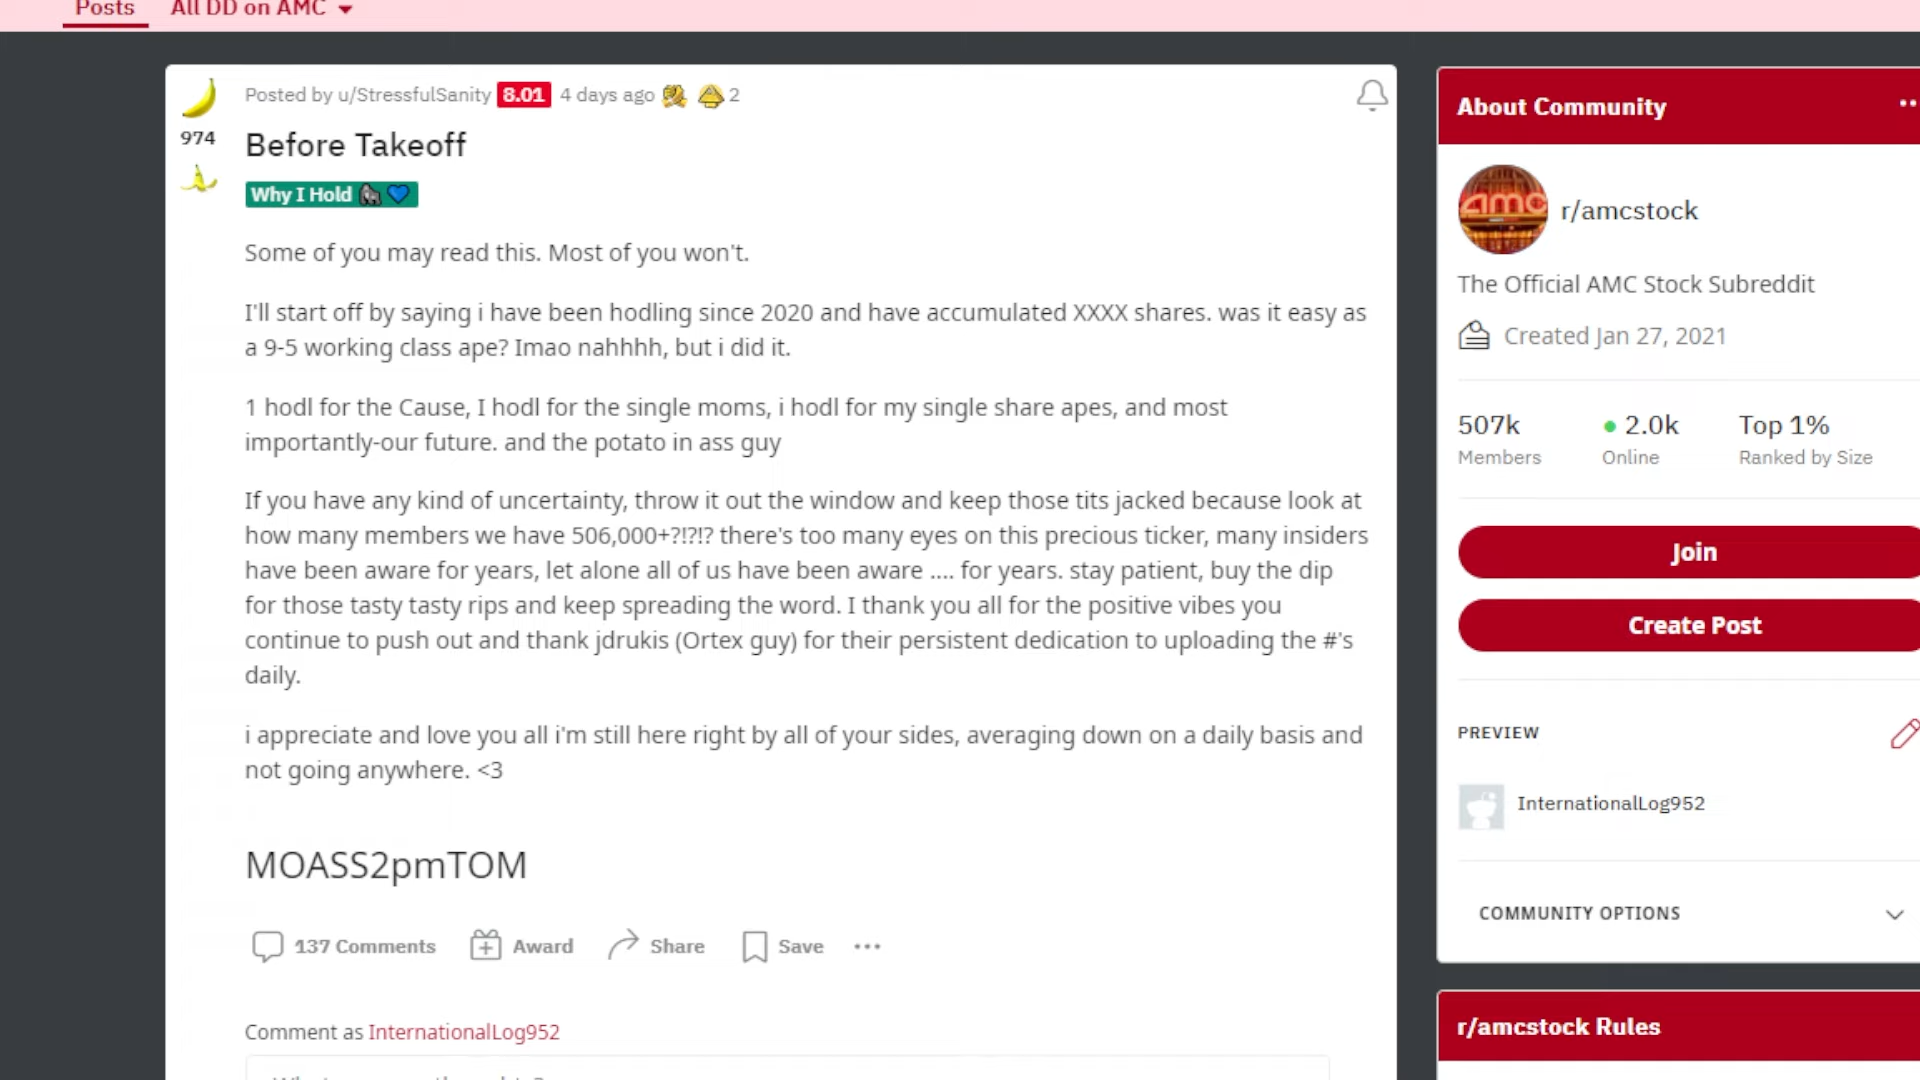 Posts All DD on AMC
Posted by u/StressfulSanity 8.01 4 days ago 2
974
Before Takeoff
Why I Hold
Some of you may read this. Most of you won't.
I'll start off by saying i have been hodling since 2020 and have accumulated XXXX shares. was it easy as
a 9-5 working class ape? lmao nahhhh, but i did it.
1 hodl for the Cause, I hodl for the single moms, i hodl for my single share apes, and most
importantly-our future. and the potato in ass guy
If you have any kind of uncertainty, throw it out the window and keep those tits jacked because look at
how many members we have 506,000+?!?!? there's too many eyes on this precious ticker, many insiders
have been aware for years, let alone all of us have been aware .... for years. stay patient, buy the dip
for those tasty tasty rips and keep spreading the word. I thank you all for the positive vibes you
continue to push out and thank jdrukis (Ortex guy) for their persistent dedication to uploading the #'s
daily.
i appreciate and love you all i'm still here right by all of your sides, averaging down on a daily basis and
not going anywhere. <3
MOASS2pmTOM
137 Comments Award Share Save
Comment as InternationalLog952
About Community
amc
r/amcstock
The Official AMC Stock Subreddit
Created Jan 27, 2021
507k 2.0k Top 1%
Members Online Ranked by Size
Join
Create Post
PREVIEW
InternationalLog952
COMMUNITY OPTIONS
r/amcstock Rules